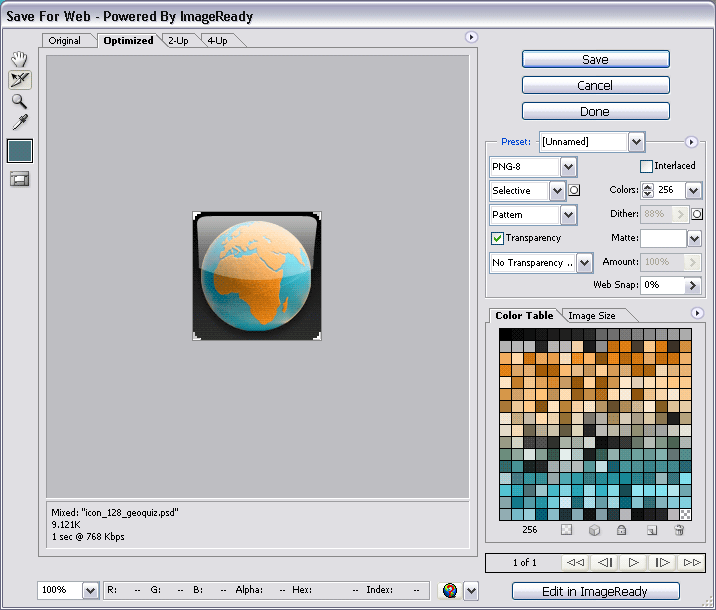 Save For Web - Powered By ImageReady
Original
Optimized
2-Up
4-Up
Save
Cancel
Done
Preset: [Unnamed]
PNG-8
Interlaced
Selective
Colors: 256
Pattern
Dither: 88%
Transparency
Matte:
No Transparency ...
Amount: 100%
Web Snap: 0%
Color Table
Image Size
256
Mixed: "icon_128_geoquiz.psd"
9.121K
1 sec @ 768 Kbps
1 of 1
100%
R: -- G: -- B: -- Alpha: -- Hex: -- Index: --
Edit in ImageReady